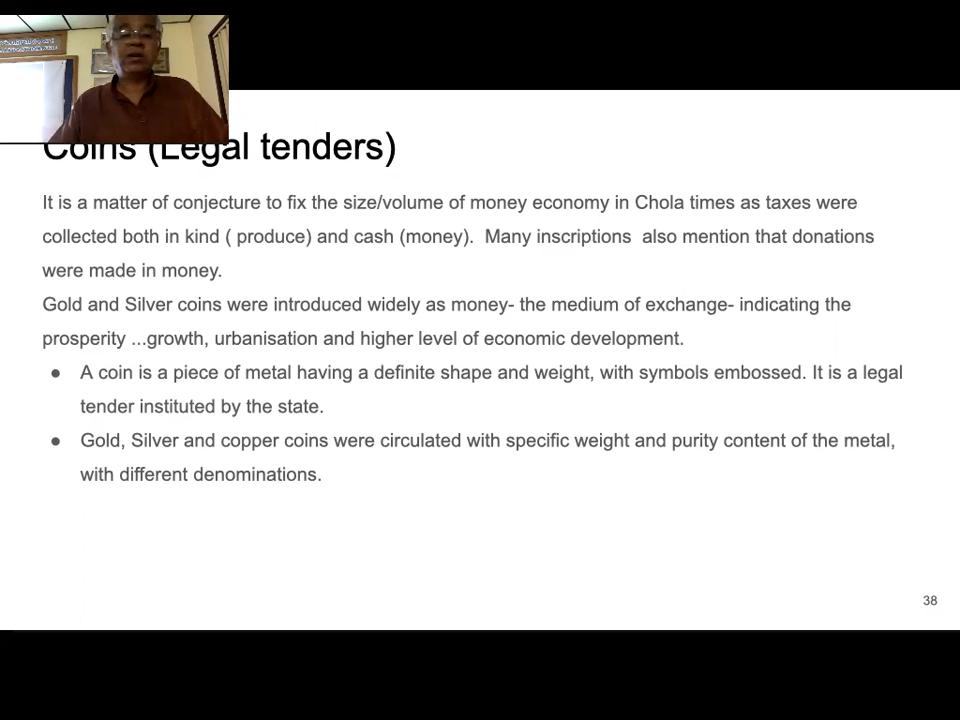 Coins (Legal tenders)
It is a matter of conjecture to fix the size/volume of money economy in Chola times as taxes were
collected both in kind ( produce) and cash (money).  Many inscriptions  also mention that donations
were made in money.
Gold and Silver coins were introduced widely as money- the medium of exchange- indicating the
prosperity ...growth, urbanisation and higher level of economic development.
● A coin is a piece of metal having a definite shape and weight, with symbols embossed. It is a legal
tender instituted by the state.
● Gold, Silver and copper coins were circulated with specific weight and purity content of the metal,
with different denominations.
38